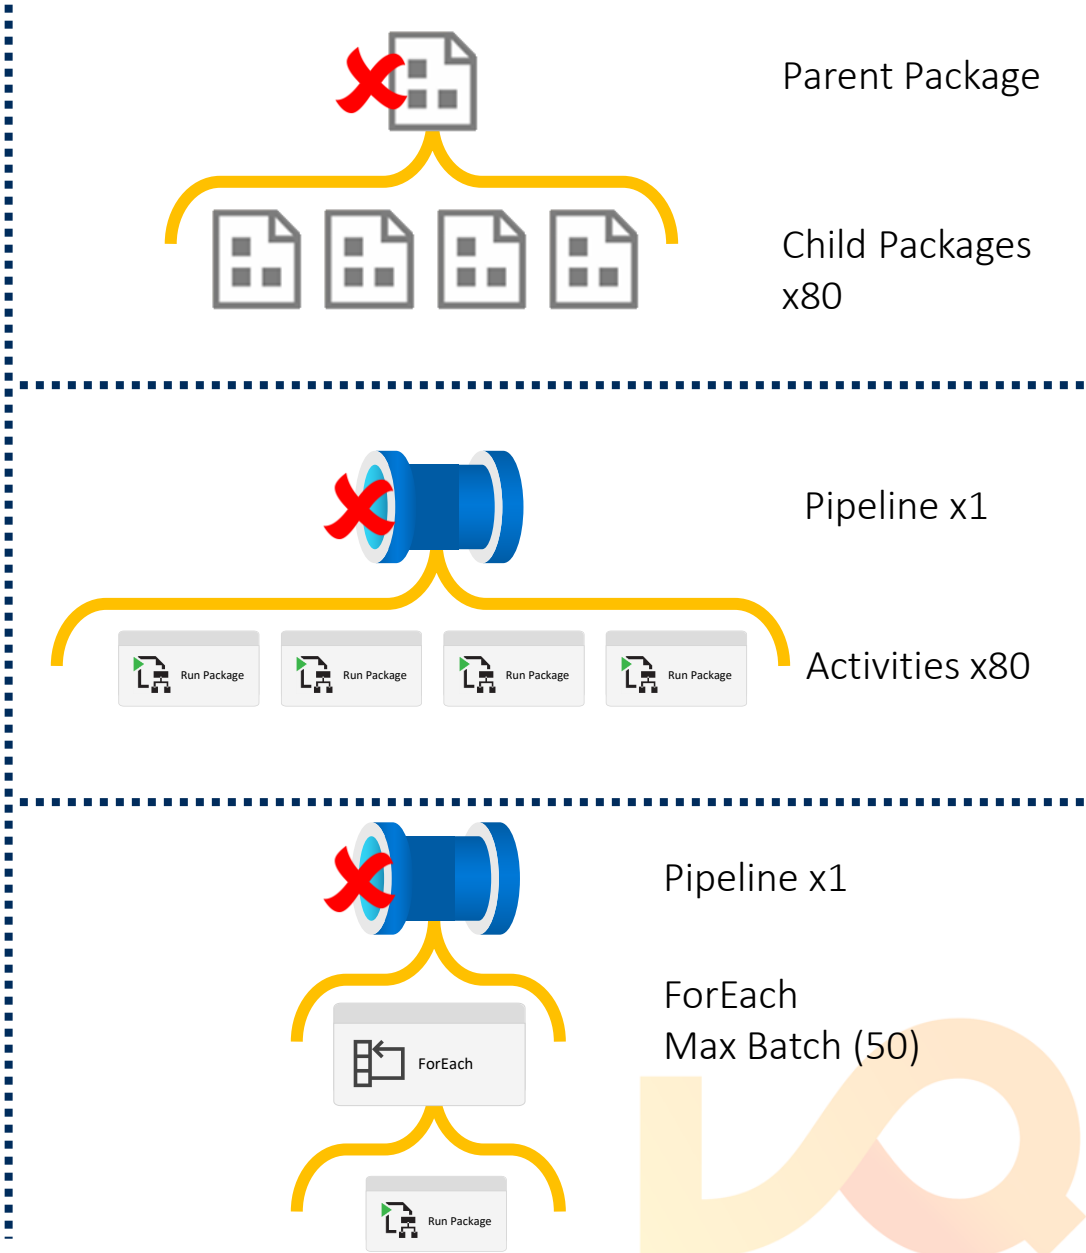 Parent Package
Child Packages
x80
Pipeline x1
Run Package
Run Package
Run Package
Run Package
Activities x80
Pipeline x1
ForEach
Max Batch (50)
ForEach
Run Package